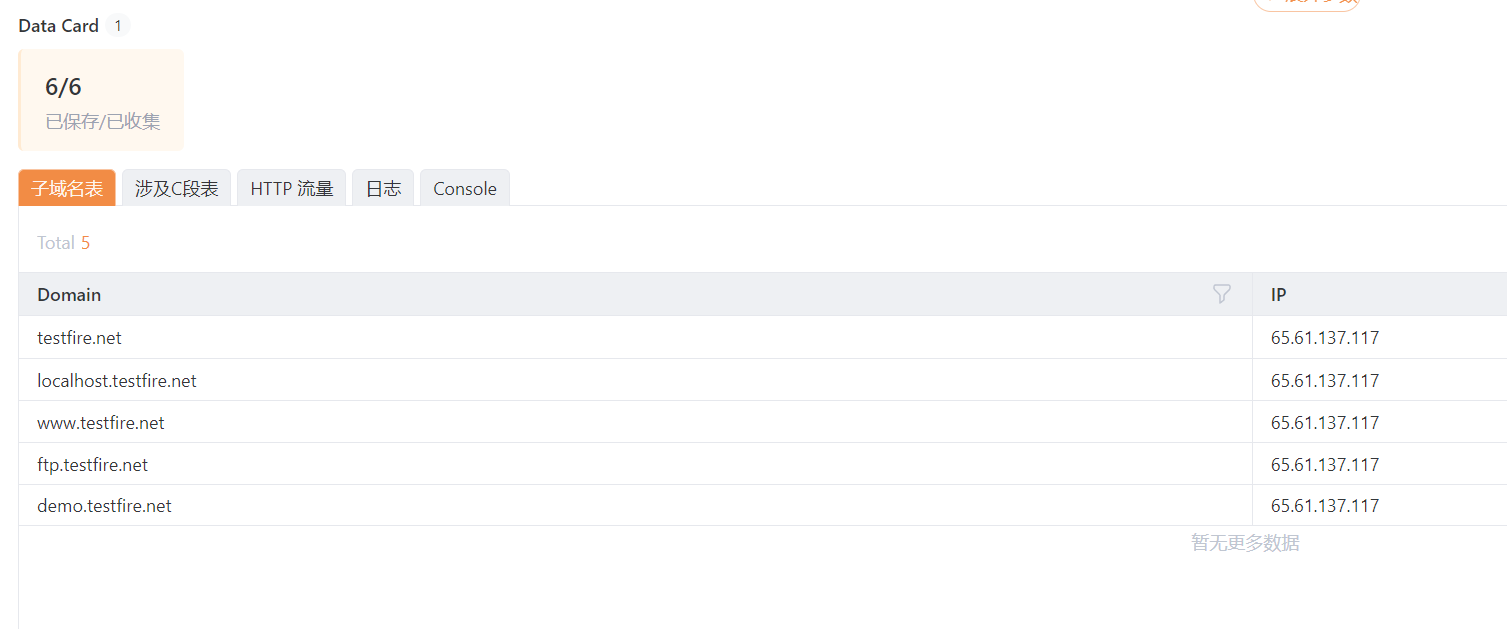 Data Card 1
6/6
已保存/已收集
子域名表 涉及C段表 HTTP 流量 日志 Console
Total 5
Domain IP
testfire.net 65.61.137.117
localhost.testfire.net 65.61.137.117
www.testfire.net 65.61.137.117
ftp.testfire.net 65.61.137.117
demo.testfire.net 65.61.137.117
暂无更多数据